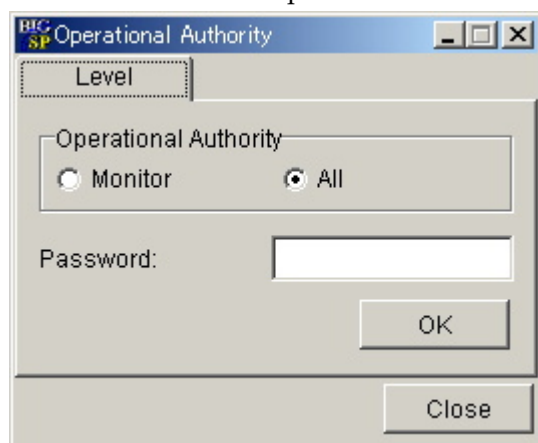 BIG SP Operational Authority
Level
Operational Authority
Monitor All
Password:
OK
Close